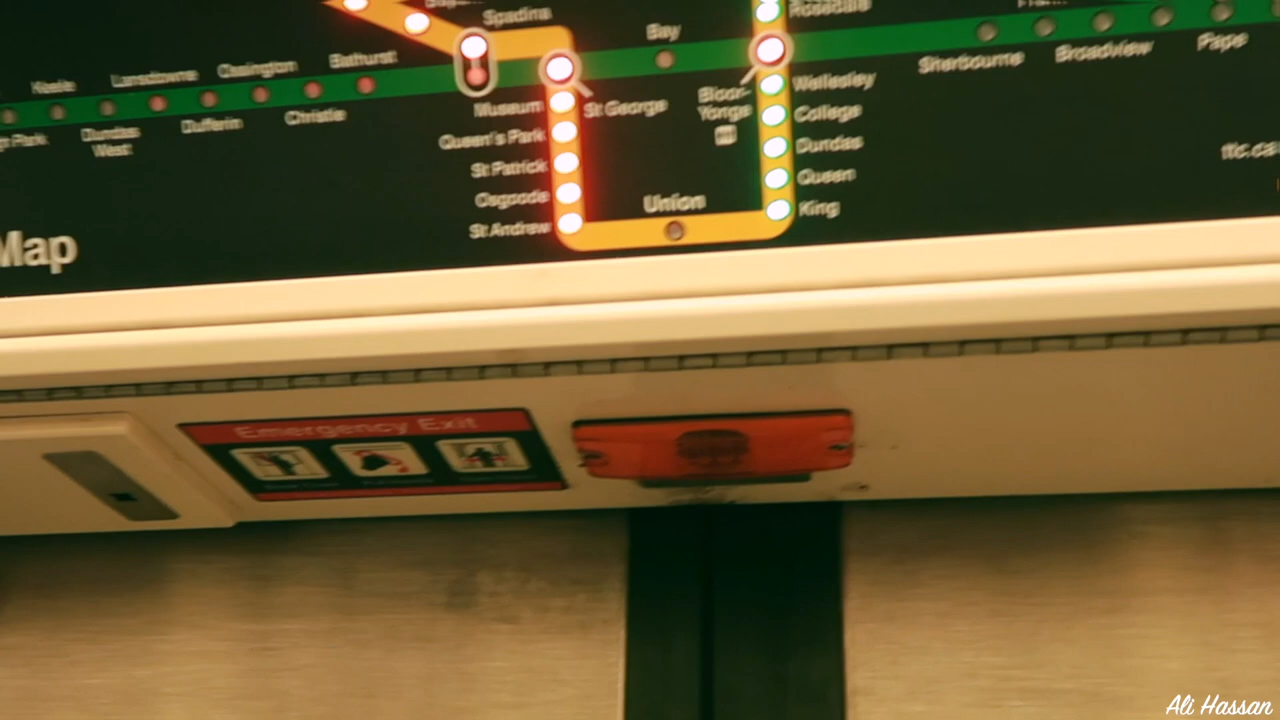 Spadina
Rosedale
Bay
Keele
Lansdowne
Ossington
Bathurst
Dundas
West
Dufferin
Christie
Museum
St George
Queen's Park
St Patrick
Osgoode
St Andrew
Union
Bloor-
Yonge
Wellesley
College
Dundas
Queen
King
Sherbourne
Broadview
Pape
ttc.ca
Map
Emergency Exit
Ali Hassan